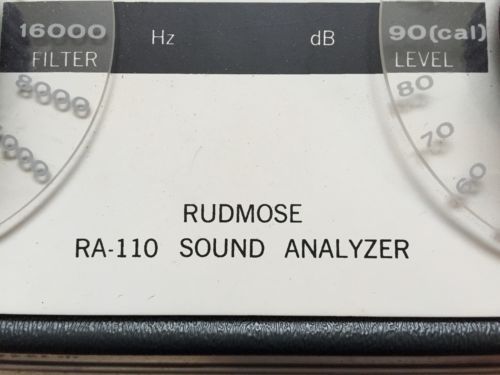 16000 Hz dB 90(cal)
FILTER LEVEL
8000 80
70
60
RUDMOSE
RA-110 SOUND ANALYZER